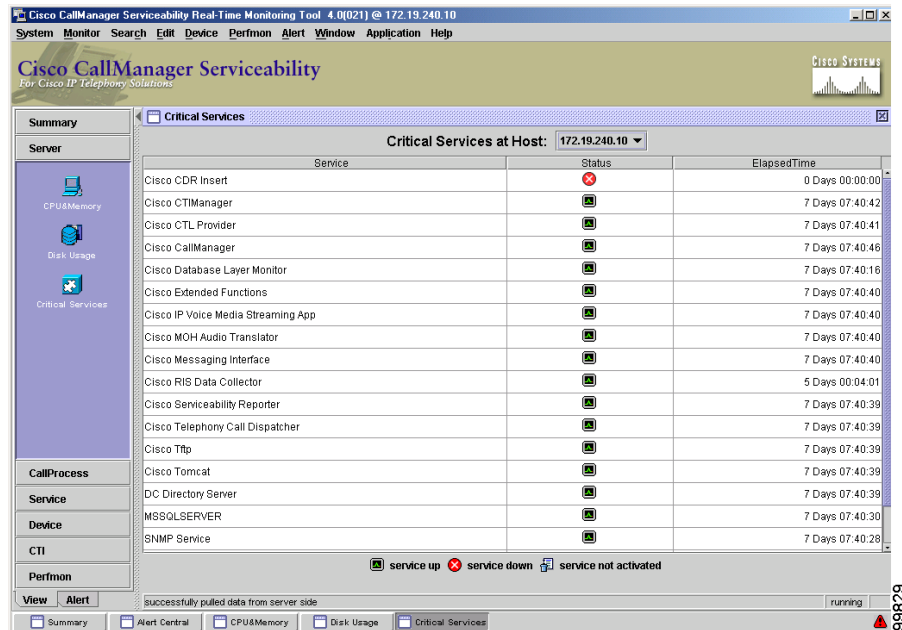 Cisco CallManager Serviceability Real-Time Monitoring Tool 4.0(021) @ 172.19.240.10
System Monitor Search Edit Device Perfmon Alert Window Application Help
Cisco CallManager Serviceability
For Cisco IP Telephony Solutions
CISCO SYSTEMS
Summary
Server
CPU&Memory
Disk Usage
Critical Services
CallProcess
Service
Device
CTI
Perfmon
View Alert
Critical Services
Critical Services at Host: 172.19.240.10
Service Status ElapsedTime
Cisco CDR Insert 0 Days 00:00:00
Cisco CTIManager 7 Days 07:40:42
Cisco CTL Provider 7 Days 07:40:41
Cisco CallManager 7 Days 07:40:46
Cisco Database Layer Monitor 7 Days 07:40:16
Cisco Extended Functions 7 Days 07:40:40
Cisco IP Voice Media Streaming App 7 Days 07:40:40
Cisco MOH Audio Translator 7 Days 07:40:40
Cisco Messaging Interface 7 Days 07:40:40
Cisco RIS Data Collector 5 Days 00:04:01
Cisco Serviceability Reporter 7 Days 07:40:39
Cisco Telephony Call Dispatcher 7 Days 07:40:39
Cisco Tftp 7 Days 07:40:39
Cisco Tomcat 7 Days 07:40:39
DC Directory Server 7 Days 07:40:39
MSSQLSERVER 7 Days 07:40:30
SNMP Service 7 Days 07:40:28
service up service down service not activated
successfully pulled data from server side running
Summary Alert Central CPU&Memory Disk Usage Critical Services
99829